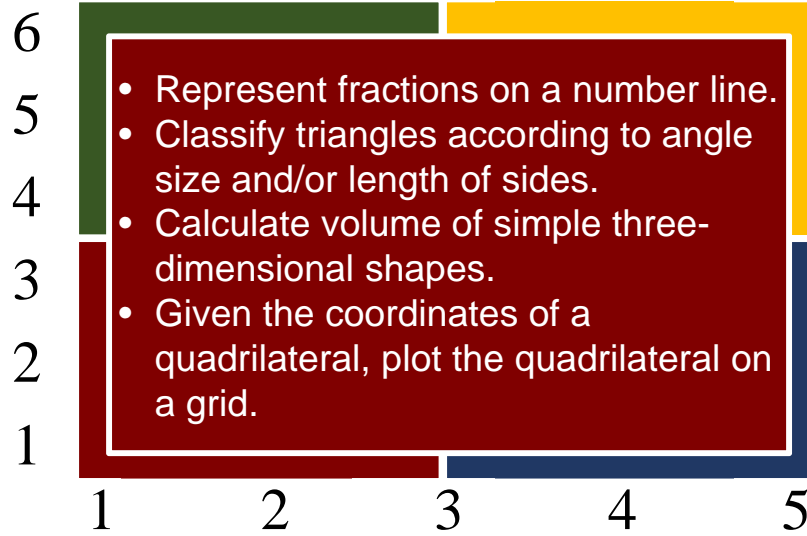 6
5
4
3
2
1
• Represent fractions on a number line.
• Classify triangles according to angle
size and/or length of sides.
• Calculate volume of simple three-
dimensional shapes.
• Given the coordinates of a
quadrilateral, plot the quadrilateral on
a grid.
1 2 3 4 5